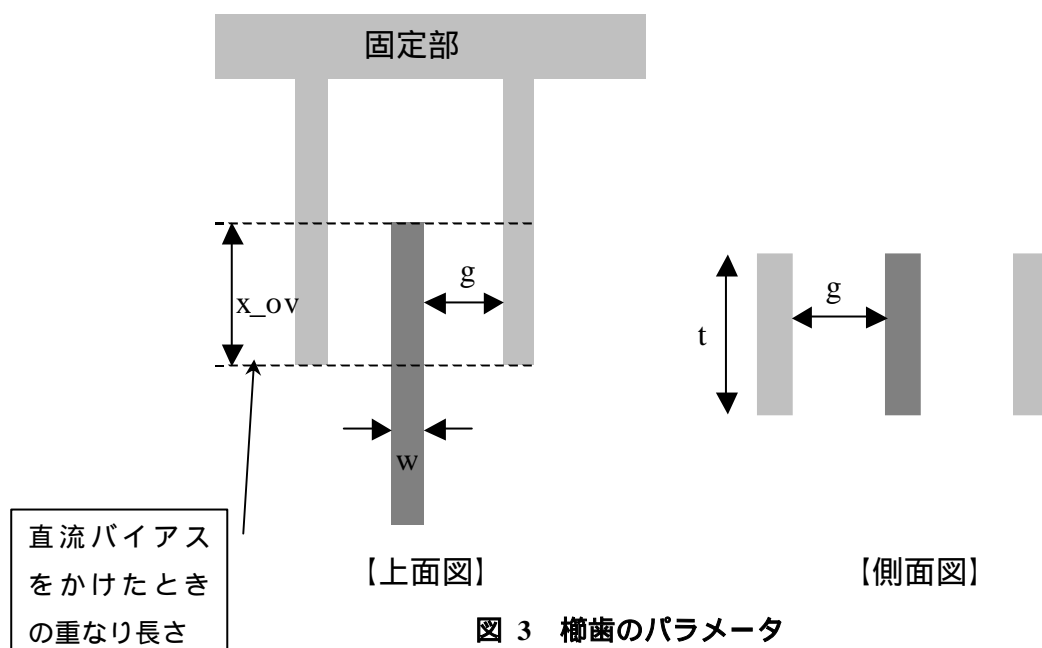 固定部
g
x_ov
g
t
w
直流バイアス
をかけたとき
の重なり長さ
【上面図】
【側面図】
図 3 櫛歯のパラメータ